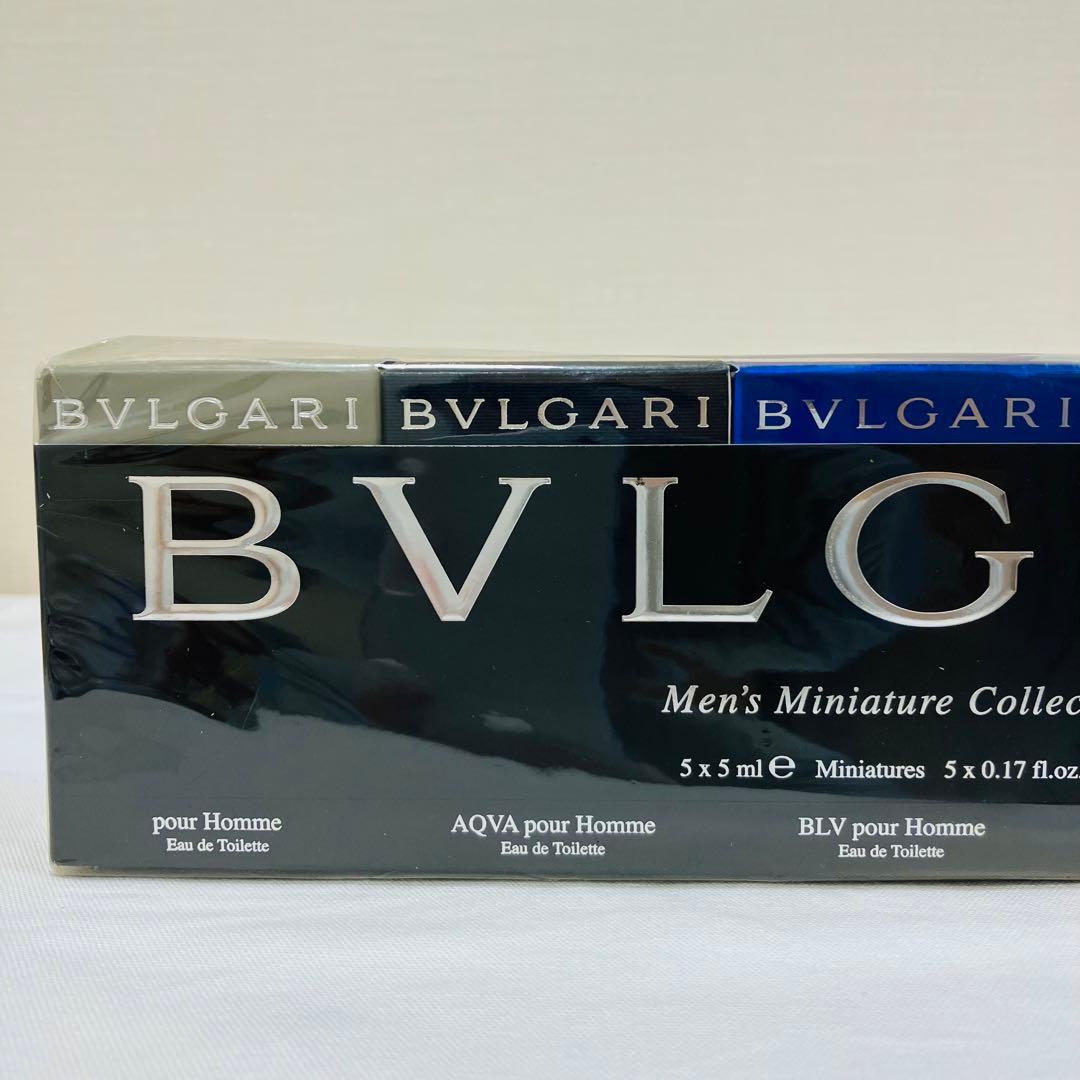 BVLGARI BVLGARI BVLGARI
BVLG
Men's Miniature Collec
5 x 5 ml ℮ Miniatures 5 x 0.17 fl.oz.
pour Homme AQVA pour Homme BLV pour Homme
Eau de Toilette Eau de Toilette Eau de Toilette